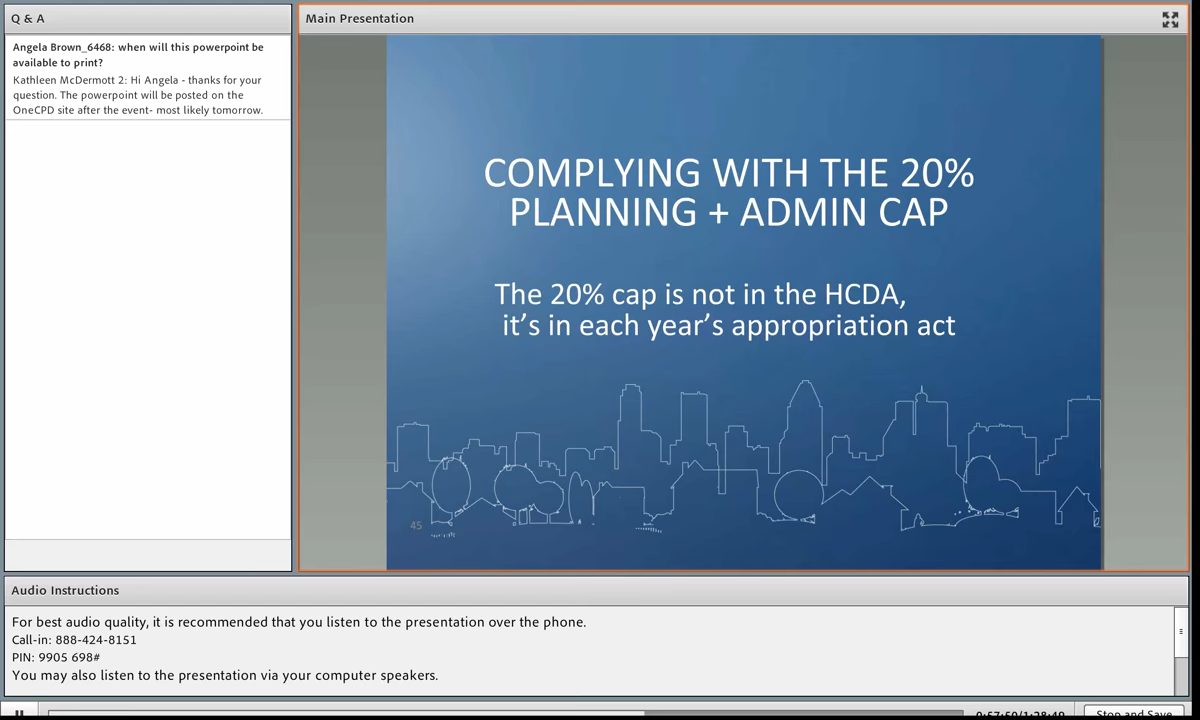 Q & A
Angela Brown_6468: when will this powerpoint be
available to print?
Kathleen McDermott 2: Hi Angela - thanks for your
question. The powerpoint will be posted on the
OneCPD site after the event- most likely tomorrow.
Main Presentation
COMPLYING WITH THE 20%
PLANNING + ADMIN CAP
The 20% cap is not in the HCDA,
it’s in each year’s appropriation act
45
Audio Instructions
For best audio quality, it is recommended that you listen to the presentation over the phone.
Call-in: 888-424-8151
PIN: 9905 698#
You may also listen to the presentation via your computer speakers.
Stop and Save